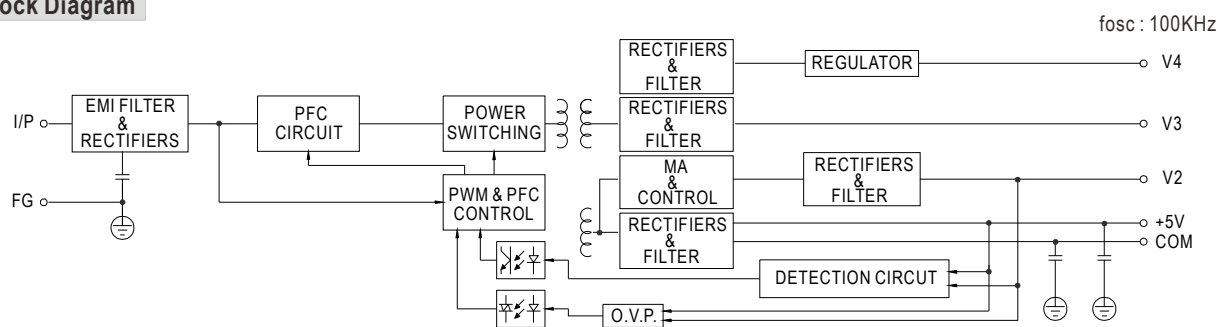 ock Diagram
fosc : 100KHz
I/P
EMI FILTER
&
RECTIFIERS
PFC
CIRCUIT
POWER
SWITCHING
RECTIFIERS
&
FILTER
REGULATOR
V4
RECTIFIERS
&
FILTER
V3
MA
&
CONTROL
RECTIFIERS
&
FILTER
V2
FG
PWM & PFC
CONTROL
RECTIFIERS
&
FILTER
+5V
COM
DETECTION CIRCUT
O.V.P.